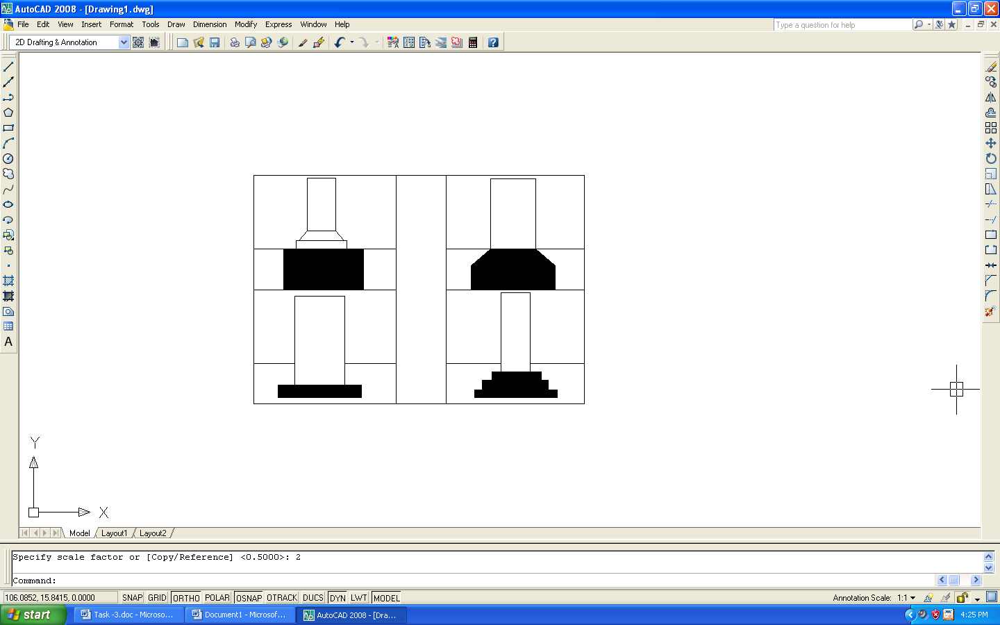 AutoCAD 2008 - [Drawing1.dwg]
File Edit View Insert Format Tools Draw Dimension Modify Express Window Help
Type a question for help
2D Drafting & Annotation
A
Y
X
Model Layout1 Layout2
Specify scale factor or [Copy/Reference] <0.5000>: 2
Command:
106.0852, 15.8415, 0.0000 SNAP GRID ORTHO POLAR OSNAP OTRACK DUCS DYN LWT MODEL Annotation Scale: 1:1
start Task -3.doc - Microso... Document1 - Microsof... AutoCAD 2008 - [Dra... 4:25 PM